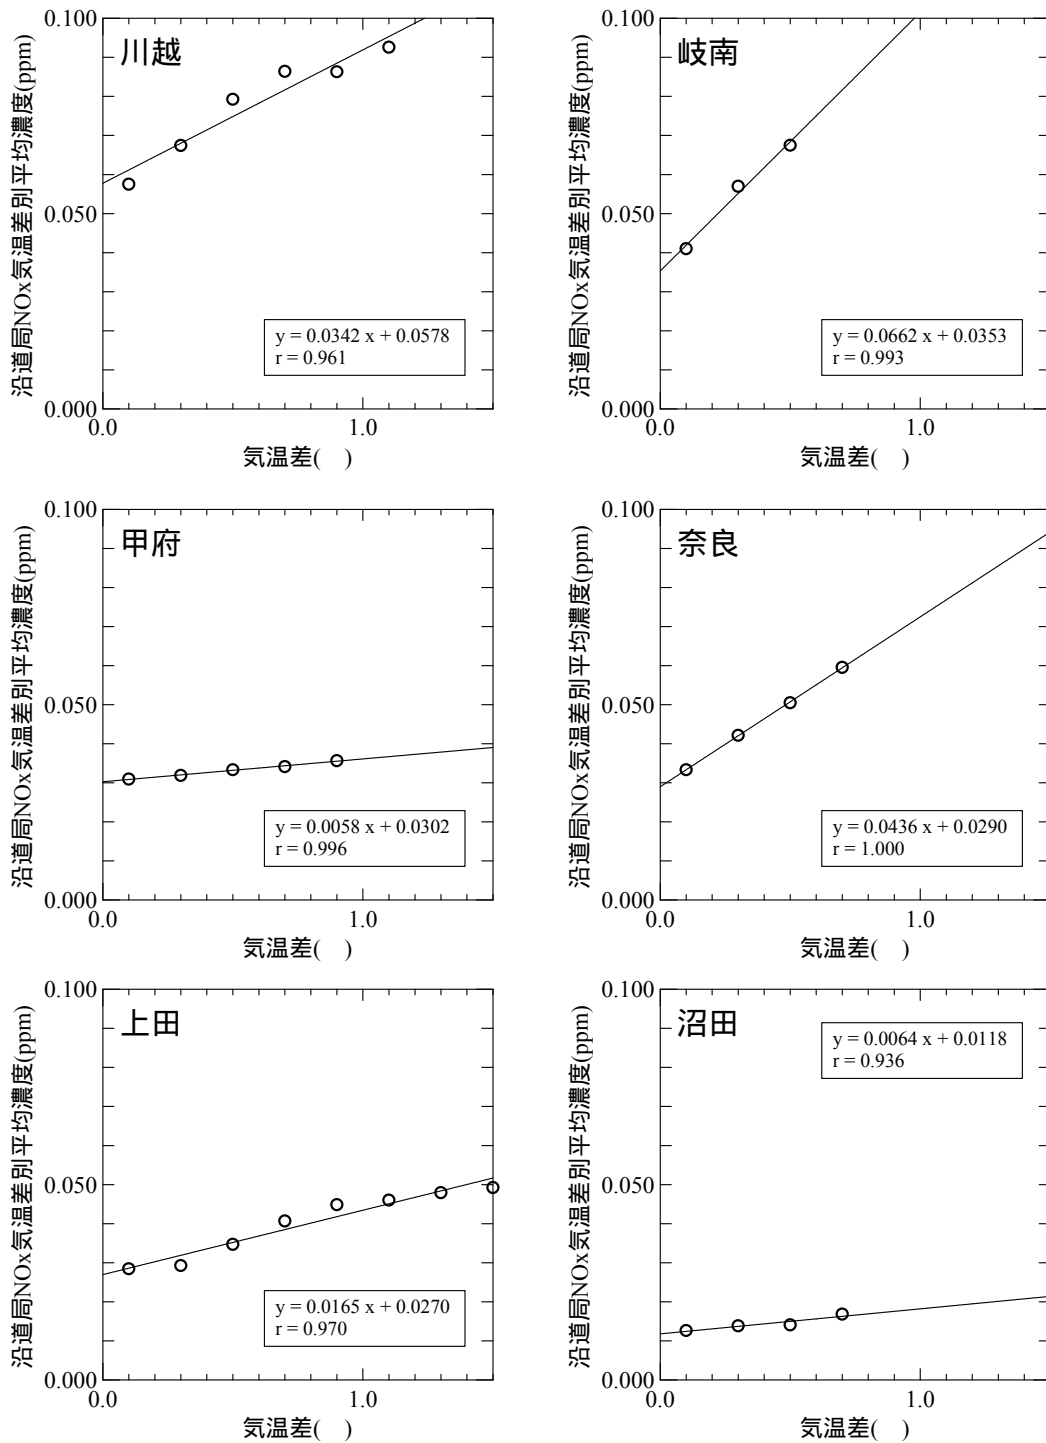 川越
沿道局NOx気温差別平均濃度(ppm)
0.100
0.050
0.000
y = 0.0342 x + 0.0578
r = 0.961
0.0
1.0
気温差( )
岐南
沿道局NOx気温差別平均濃度(ppm)
0.100
0.050
0.000
y = 0.0662 x + 0.0353
r = 0.993
0.0
1.0
気温差( )
甲府
沿道局NOx気温差別平均濃度(ppm)
0.100
0.050
0.000
y = 0.0058 x + 0.0302
r = 0.996
0.0
1.0
気温差( )
奈良
沿道局NOx気温差別平均濃度(ppm)
0.100
0.050
0.000
y = 0.0436 x + 0.0290
r = 1.000
0.0
1.0
気温差( )
上田
沿道局NOx気温差別平均濃度(ppm)
0.100
0.050
0.000
y = 0.0165 x + 0.0270
r = 0.970
0.0
1.0
気温差( )
沼田
沿道局NOx気温差別平均濃度(ppm)
0.100
0.050
0.000
y = 0.0064 x + 0.0118
r = 0.936
0.0
1.0
気温差( )